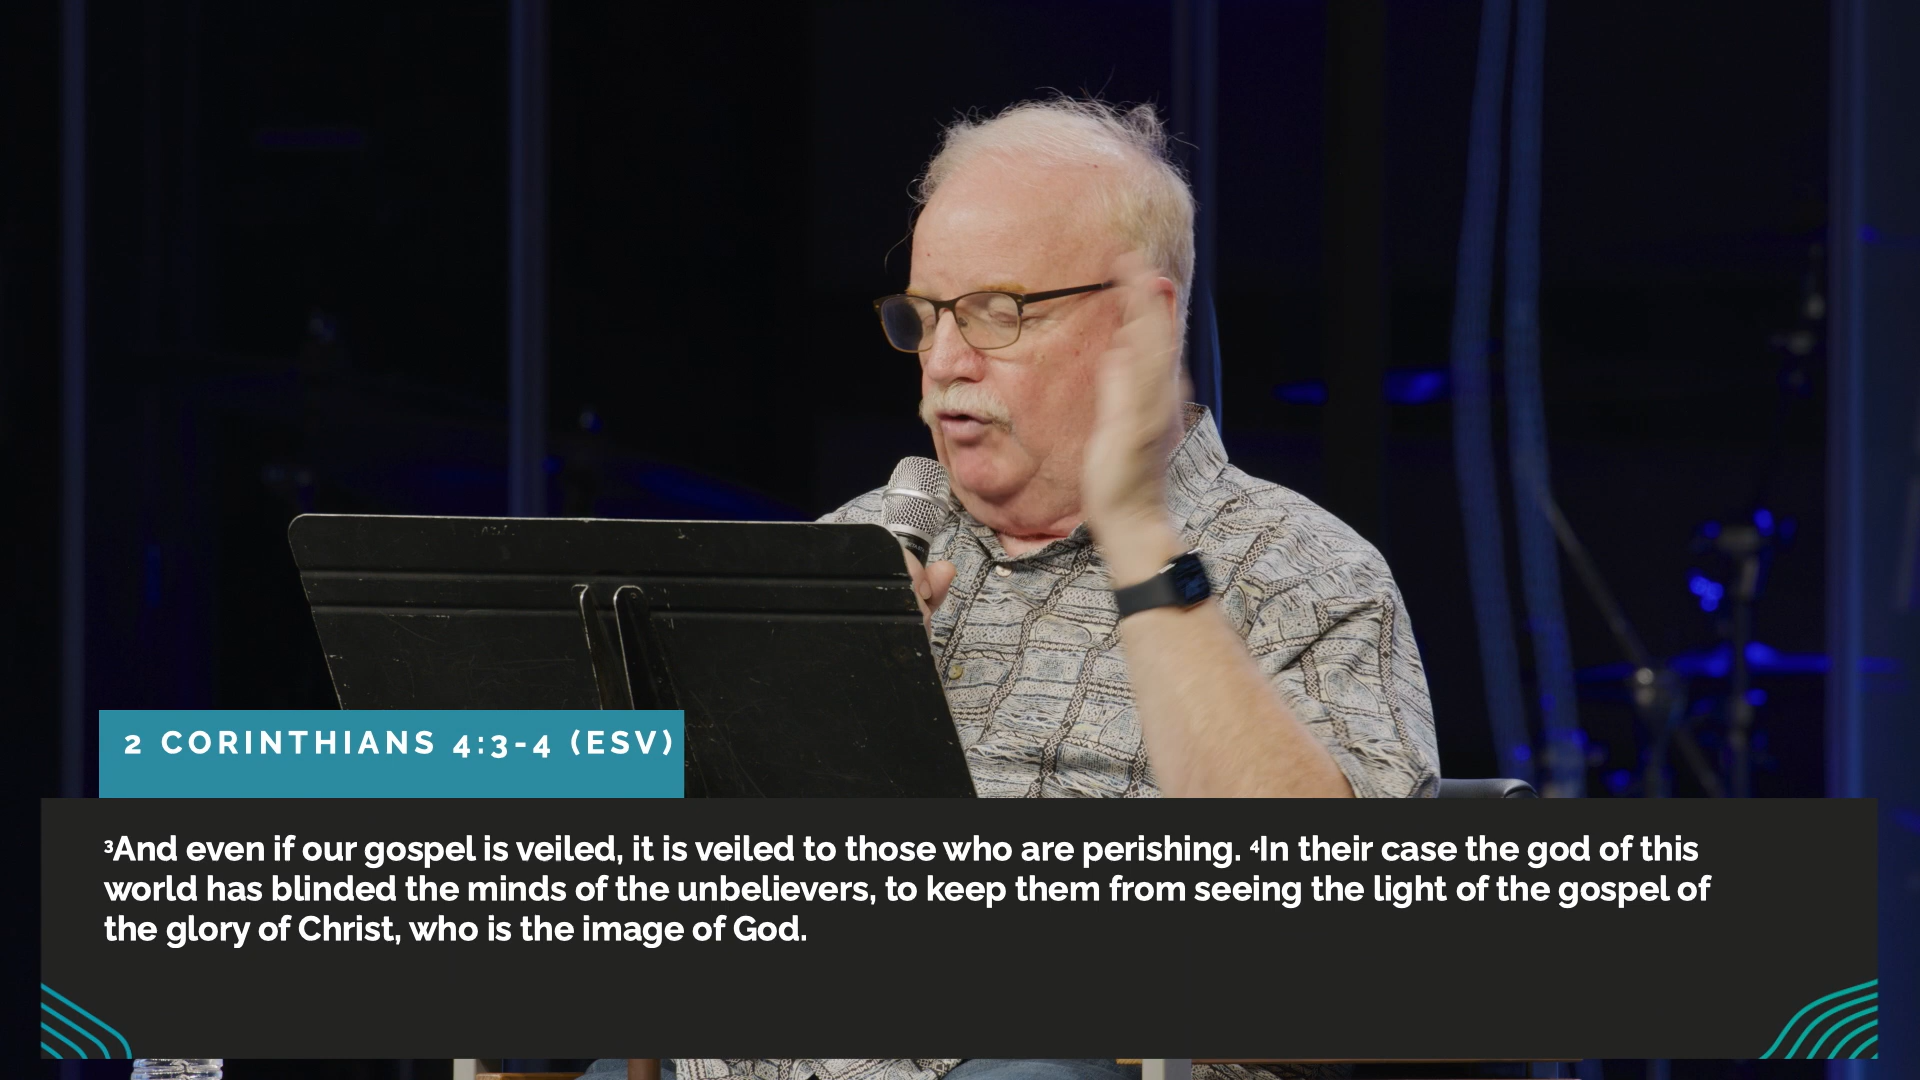 2 CORINTHIANS 4:3-4 (ESV)
³And even if our gospel is veiled, it is veiled to those who are perishing. ⁴In their case the god of this
world has blinded the minds of the unbelievers, to keep them from seeing the light of the gospel of
the glory of Christ, who is the image of God.